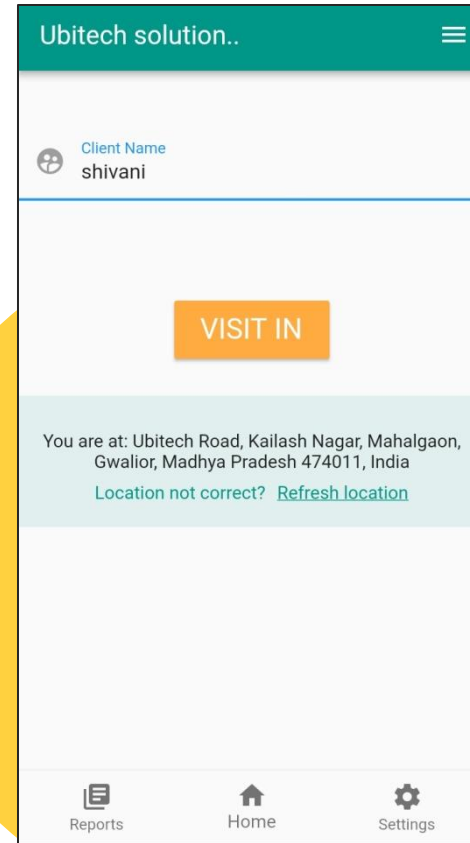 Ubitech solution..
Client Name
shivani
VISIT IN
You are at: Ubitech Road, Kailash Nagar, Mahalgaon,
Gwalior, Madhya Pradesh 474011, India
Location not correct? Refresh location
Reports Home Settings